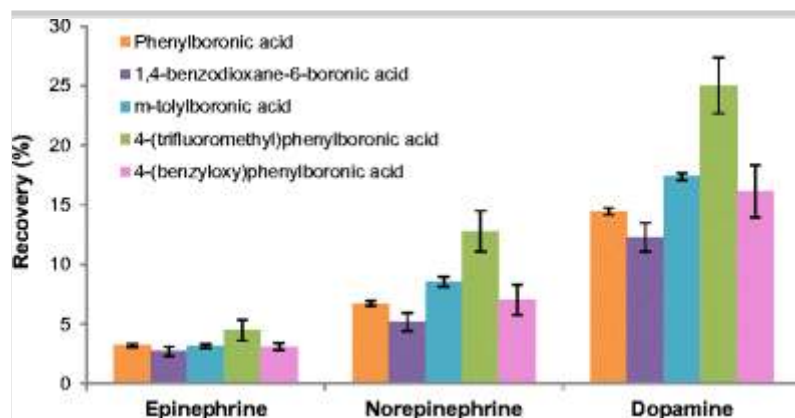 30
25
20
15
10
5
0
Recovery (%)
Phenylboronic acid
1,4-benzodioxane-6-boronic acid
m-tolylboronic acid
4-(trifluoromethyl)phenylboronic acid
4-(benzyloxy)phenylboronic acid
Epinephrine Norepinephrine Dopamine